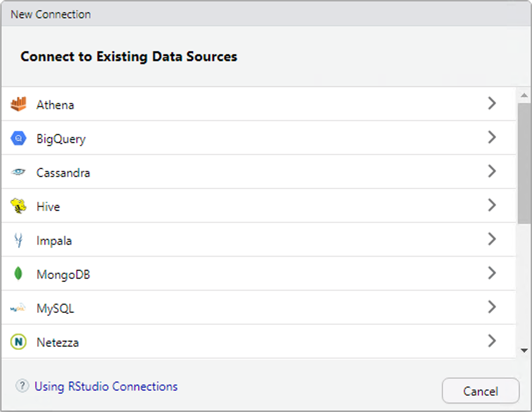 New Connection
Connect to Existing Data Sources
Athena
BigQuery
Cassandra
Hive
Impala
MongoDB
MySQL
N Netezza
? Using RStudio Connections
Cancel